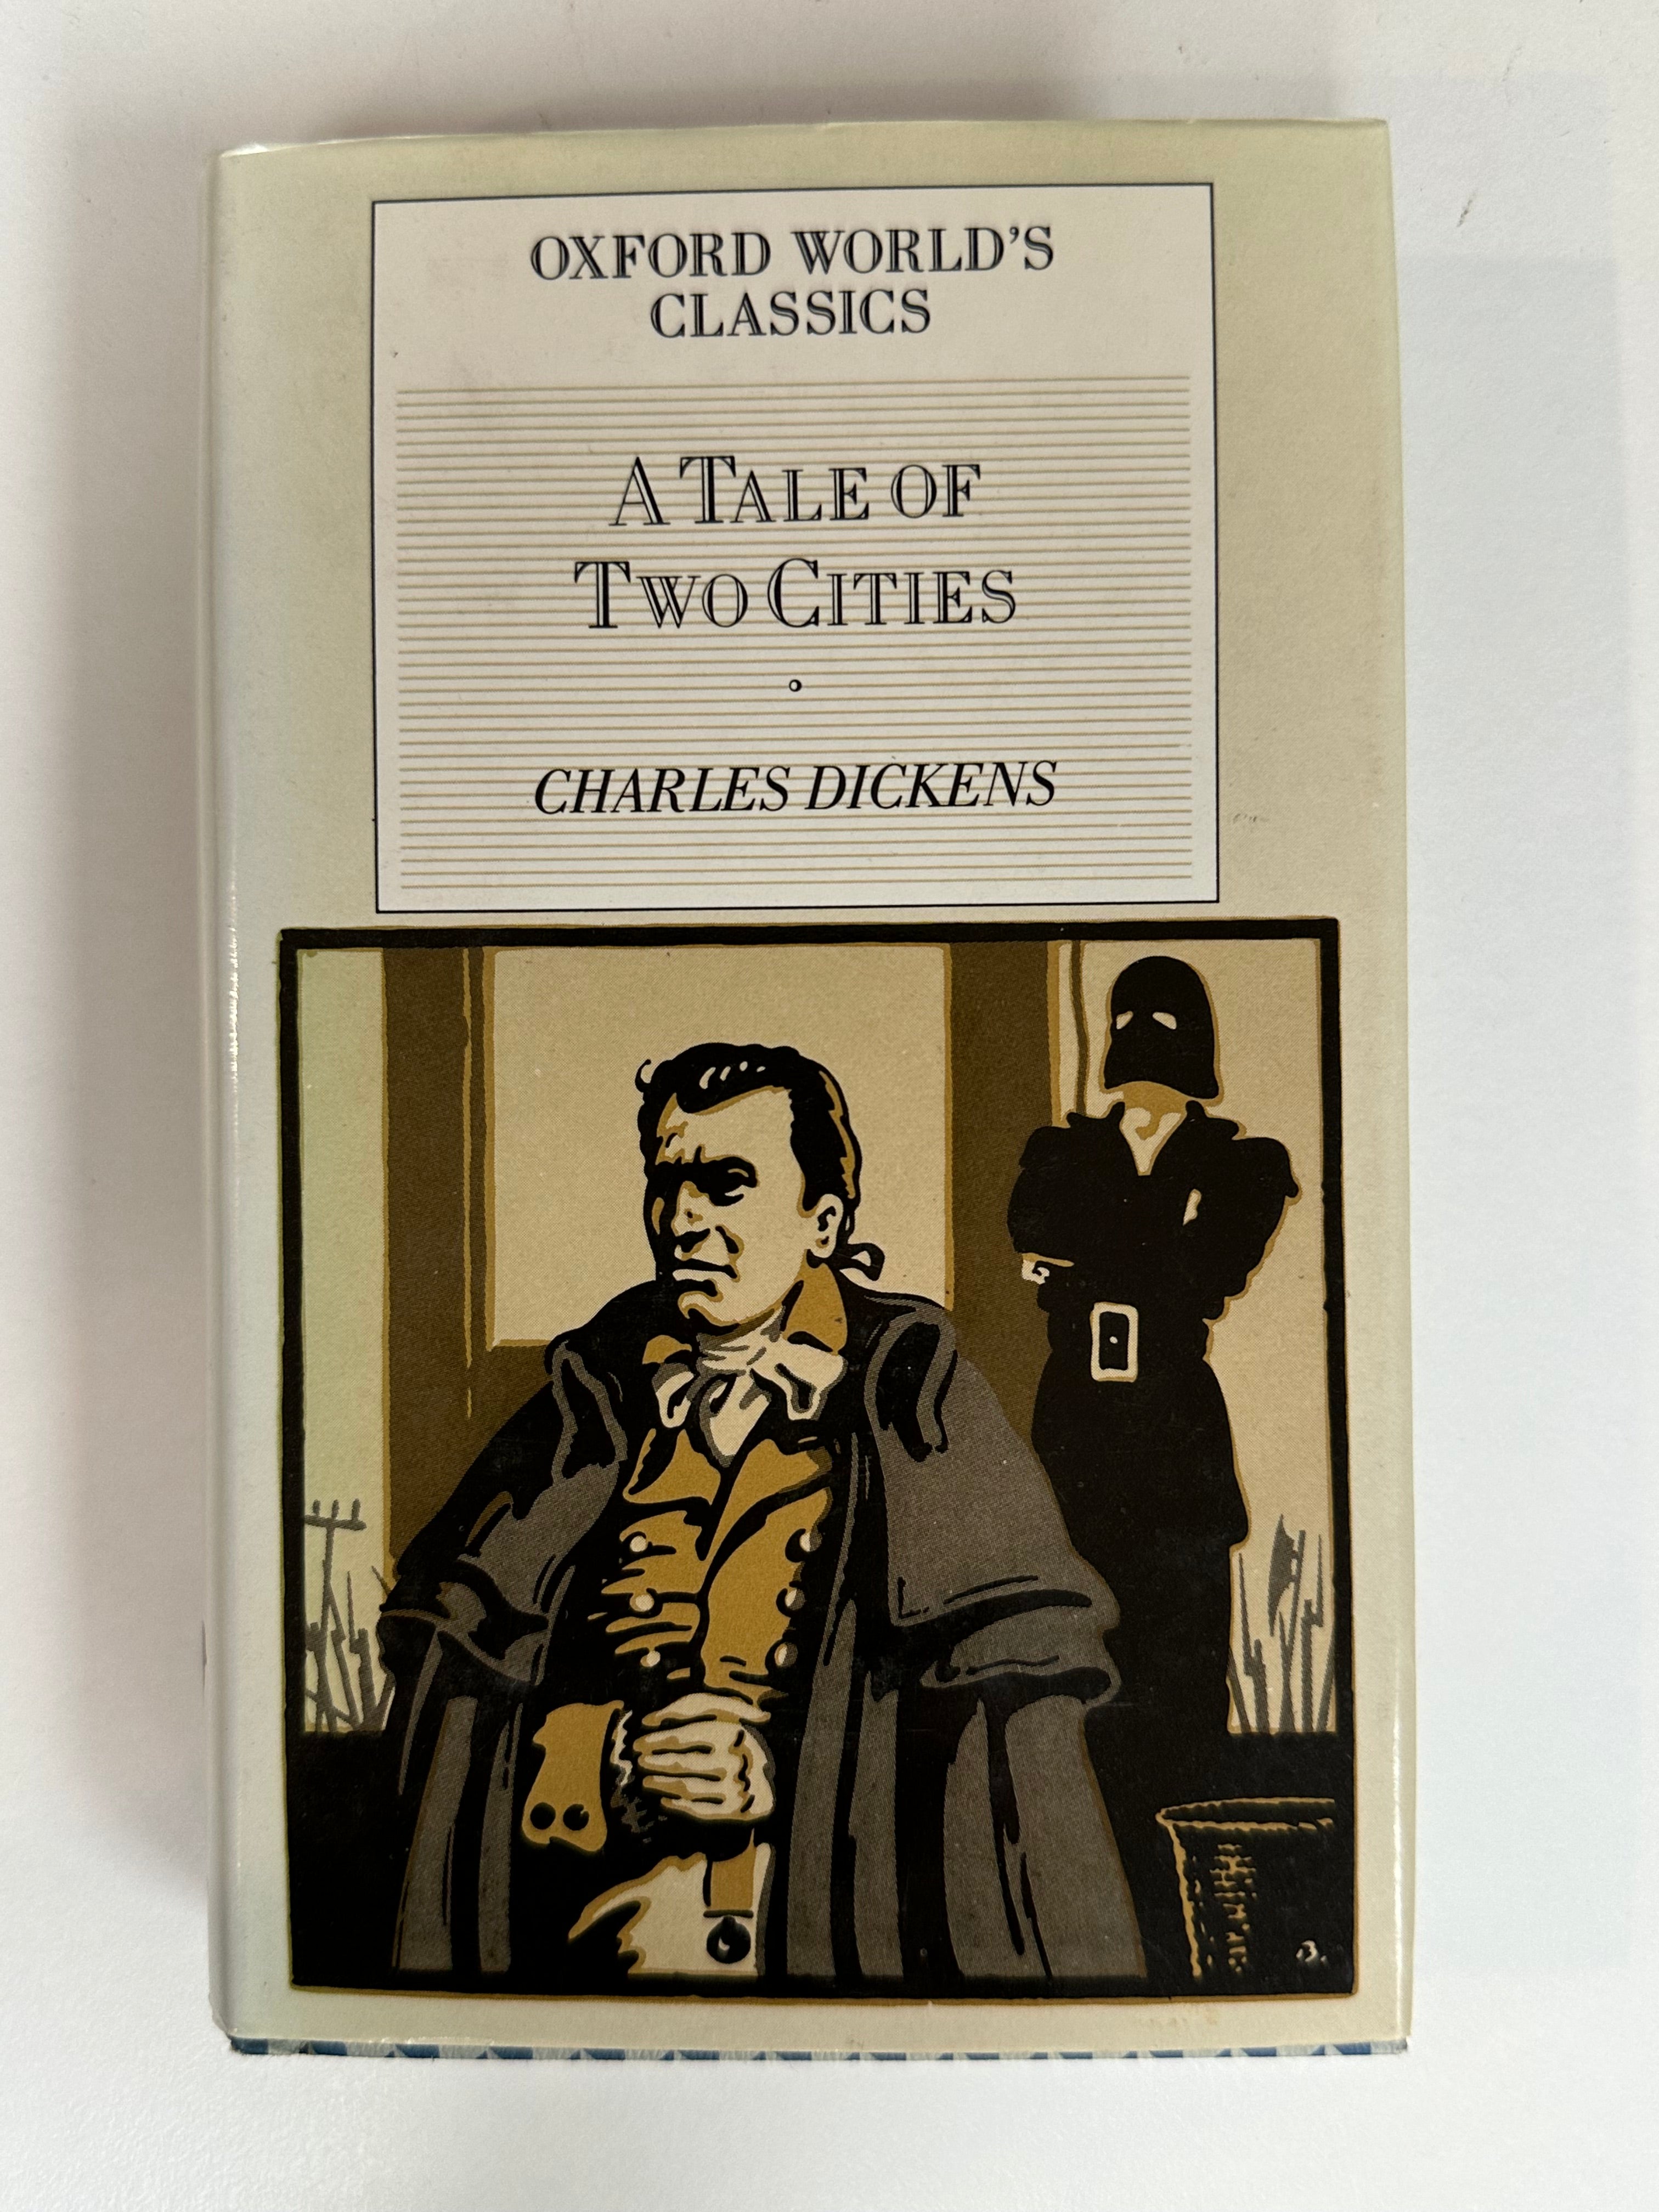 OXFORD WORLD'S
CLASSICS
A TALE OF
TWO CITIES
CHARLES DICKENS
B.